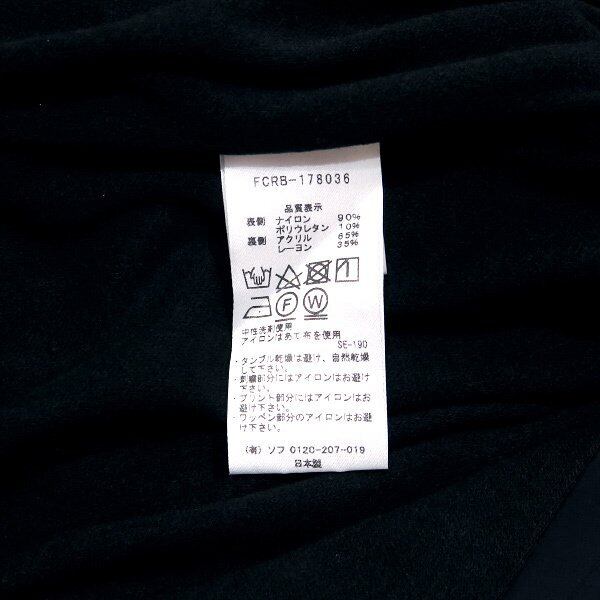 FCRB-178036
品質表示
表側 ナイロン 90%
ポリウレタン 10%
裏側 アクリル 65%
レーヨン 35%
F W
中性洗剤使用
アイロンはあて布を使用
SE-190
・タンブル乾燥は避け、自然乾燥
して下さい。
・刺繍部分にはアイロンはお避け
下さい。
・プリント部分にはアイロンはお避
け下さい。
・ワッペン部分のアイロンはお避
け下さい。
(有)ソフ 0120-207-019
日本製